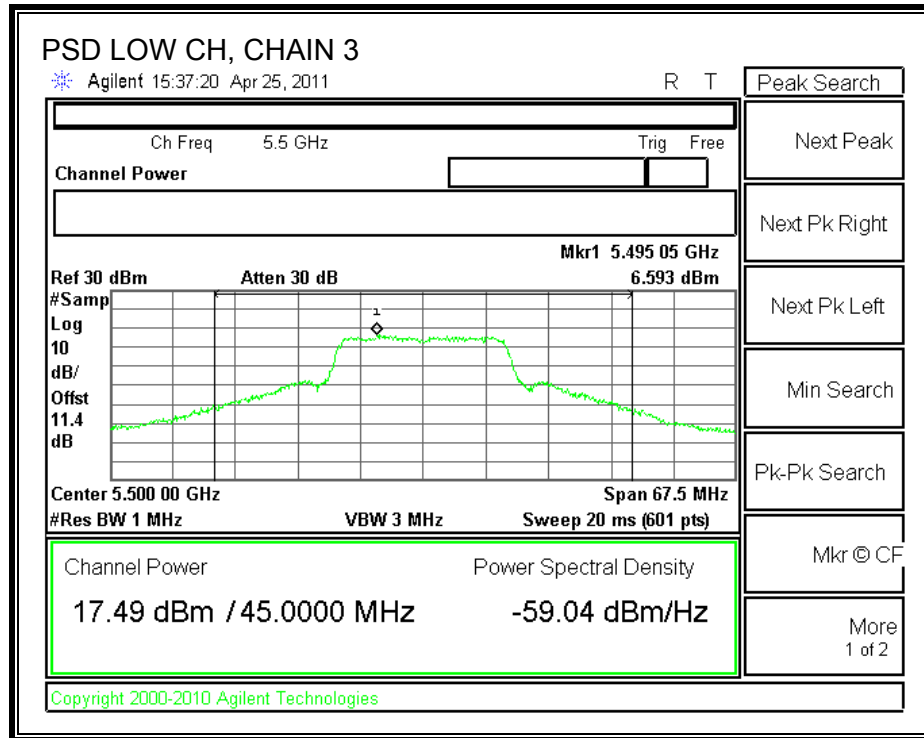 PSD LOW CH, CHAIN 3
Agilent 15:37:20 Apr 25, 2011 R T
Peak Search
Ch Freq 5.5 GHz Trig Free
Channel Power
Next Peak
Next Pk Right
Mkr1 5.495 05 GHz
Ref 30 dBm Atten 30 dB 6.593 dBm
#Samp
Log
10
dB/
Offst
11.4
dB
1
Next Pk Left
Min Search
Pk-Pk Search
Center 5.500 00 GHz Span 67.5 MHz
#Res BW 1 MHz VBW 3 MHz Sweep 20 ms (601 pts)
Channel Power Power Spectral Density
17.49 dBm / 45.0000 MHz -59.04 dBm/Hz
Mkr © CF
More
1 of 2
Copyright 2000-2010 Agilent Technologies